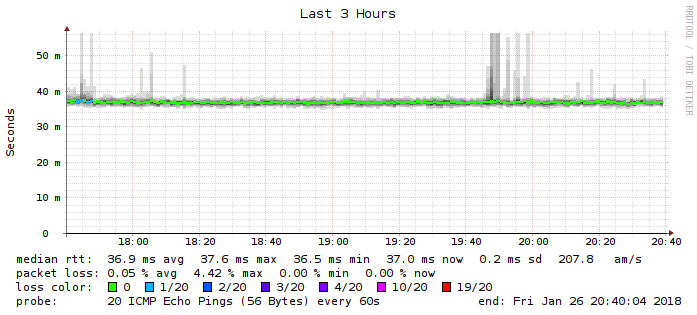 Last 3 Hours
RRDTOOL / TOBI OETIKER
Seconds
50 m
40 m
30 m
20 m
10 m
0
18:00 18:20 18:40 19:00 19:20 19:40 20:00 20:20 20:40
median rtt: 36.9 ms avg 37.6 ms max 36.5 ms min 37.0 ms now 0.2 ms sd 207.8 am/s
packet loss: 0.05 % avg 4.42 % max 0.00 % min 0.00 % now
loss color: 0 1/20 2/20 3/20 4/20 10/20 19/20
probe: 20 ICMP Echo Pings (56 Bytes) every 60s end: Fri Jan 26 20:40:04 2018